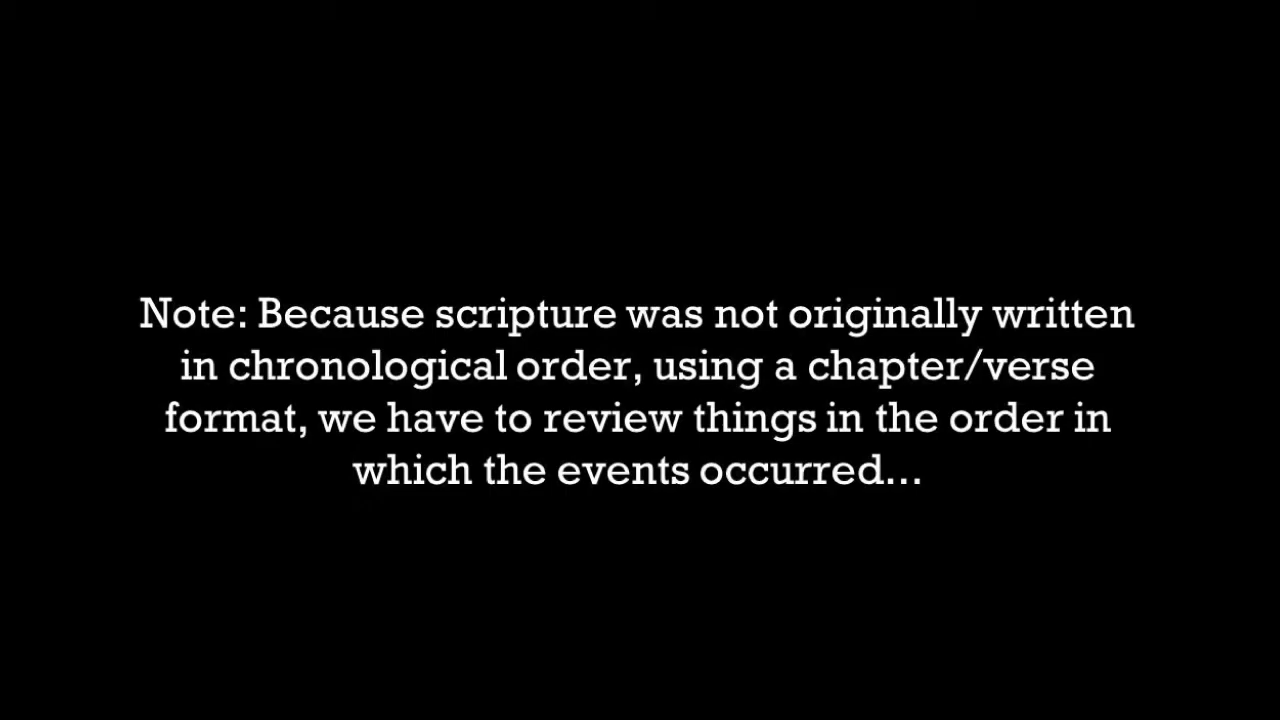 Note: Because scripture was not originally written
in chronological order, using a chapter/verse
format, we have to review things in the order in
which the events occurred...